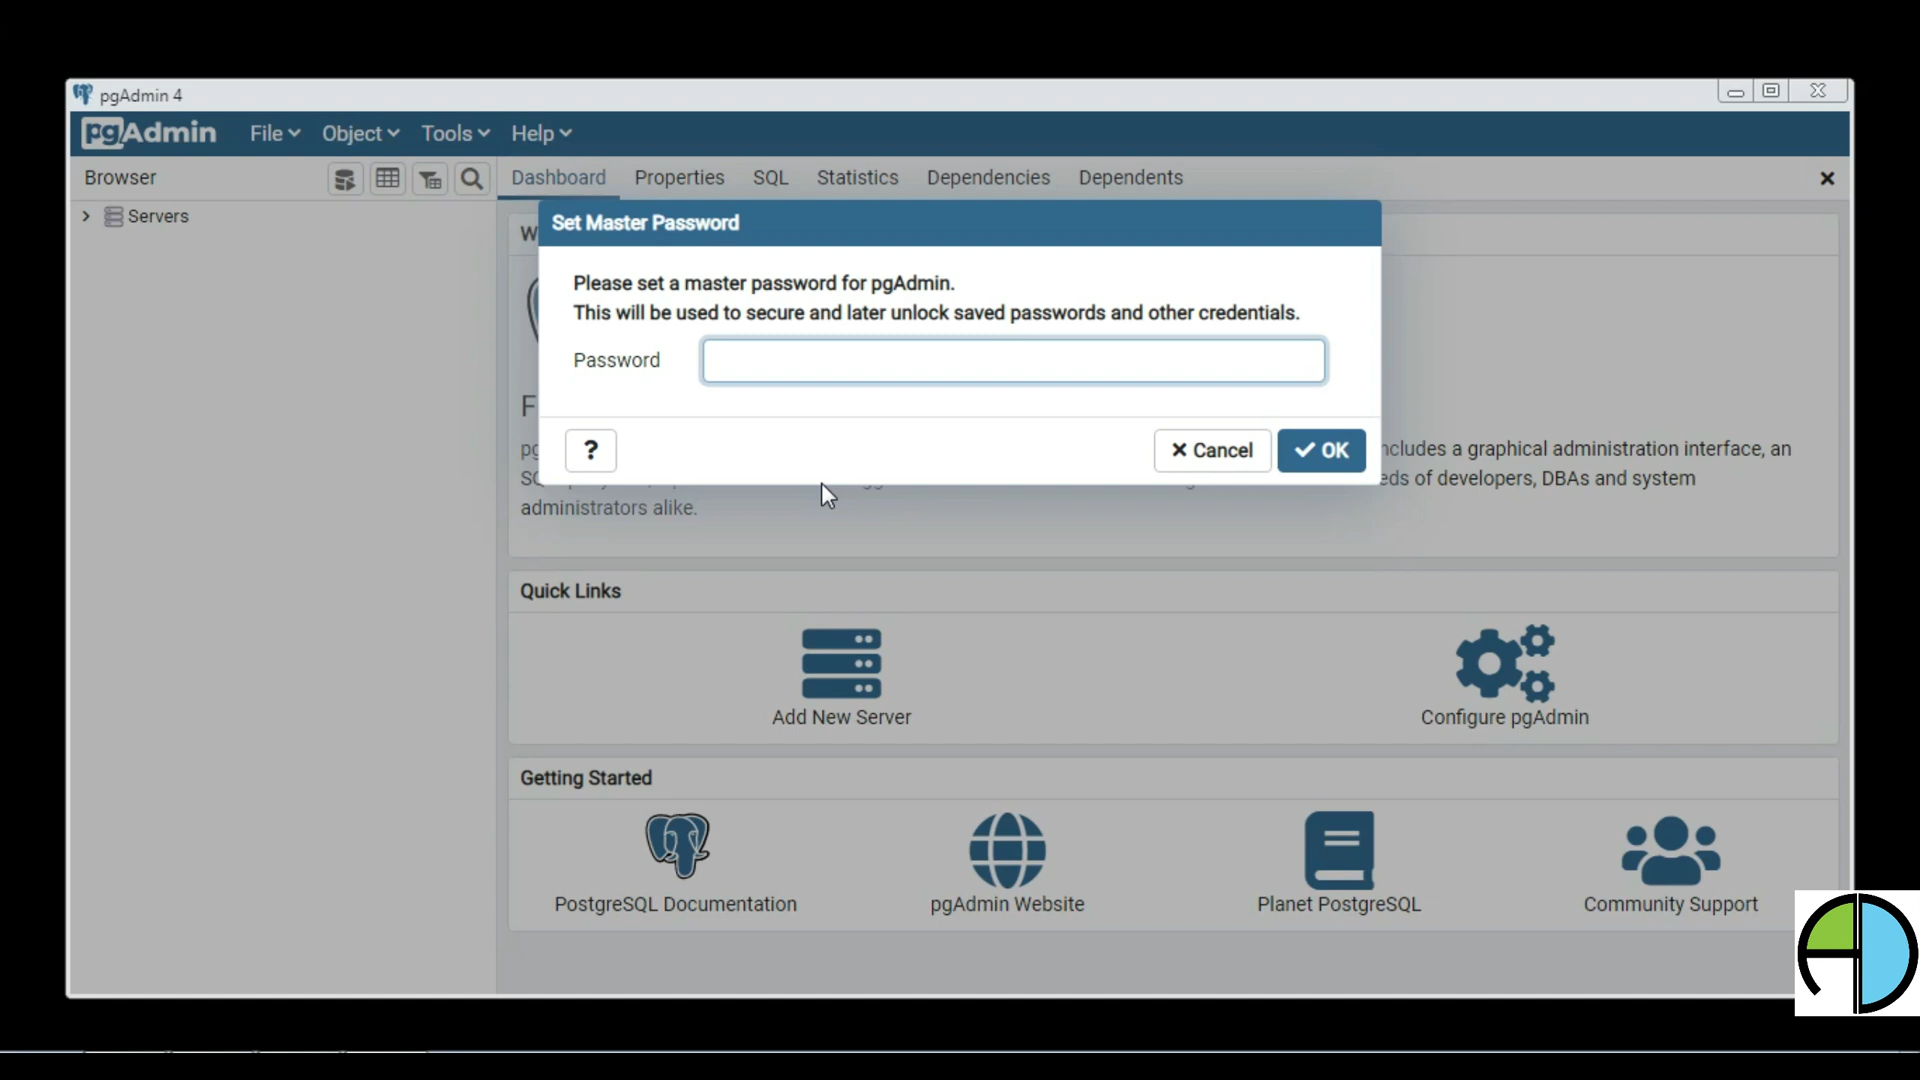 pgAdmin 4
pgAdmin File Object Tools Help
Browser
Dashboard Properties SQL Statistics Dependencies Dependents
Servers
Set Master Password
Please set a master password for pgAdmin.
This will be used to secure and later unlock saved passwords and other credentials.
Password
? Cancel OK
includes a graphical administration interface, an
of developers, DBAs and system
administrators alike.
Quick Links
Add New Server
Configure pgAdmin
Getting Started
PostgreSQL Documentation
pgAdmin Website
Planet PostgreSQL
Community Support